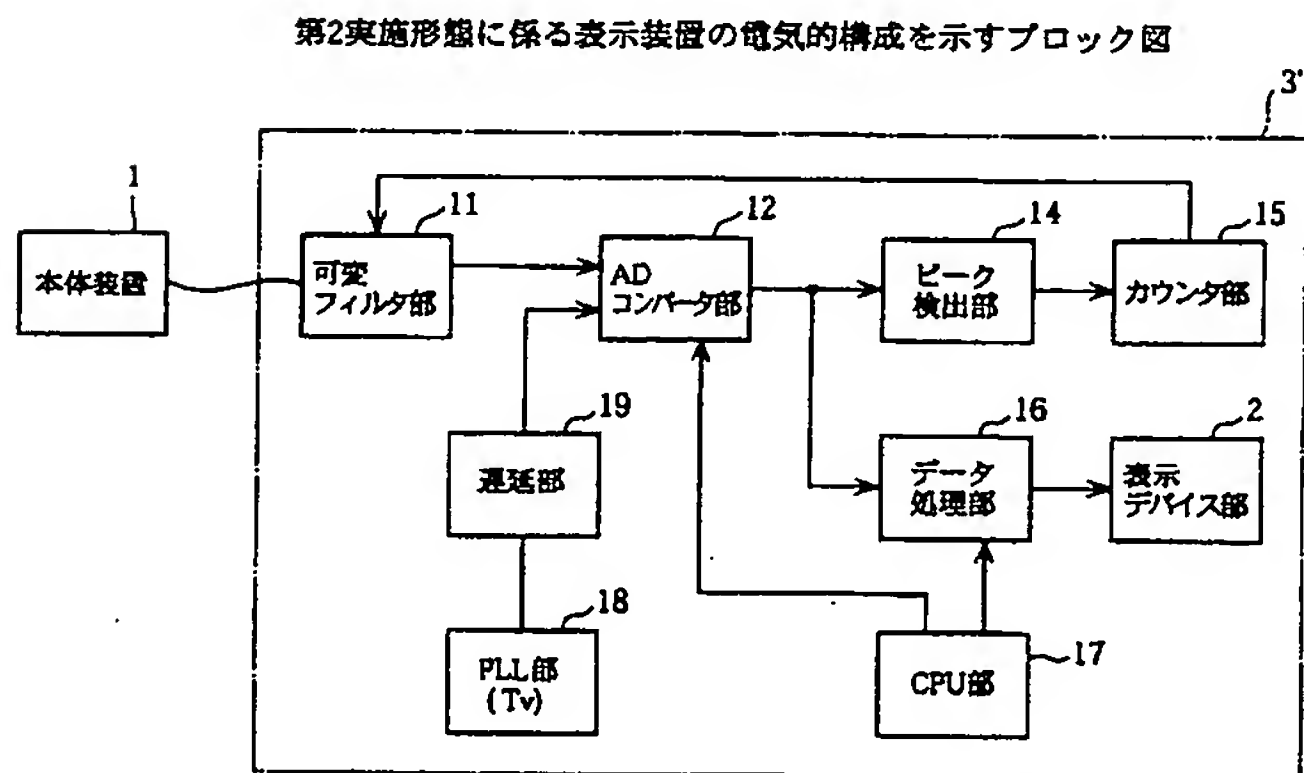 第2実施形態に係る表示装置の電気的構成を示すブロック図
3'
1
11
12
14
15
本体装置
可変
フィルタ部
AD
コンバータ部
ピーク
検出部
カウンタ部
19
16
2
遅延部
データ
処理部
表示
デバイス部
18
17
PLL部
(Tv)
CPU部